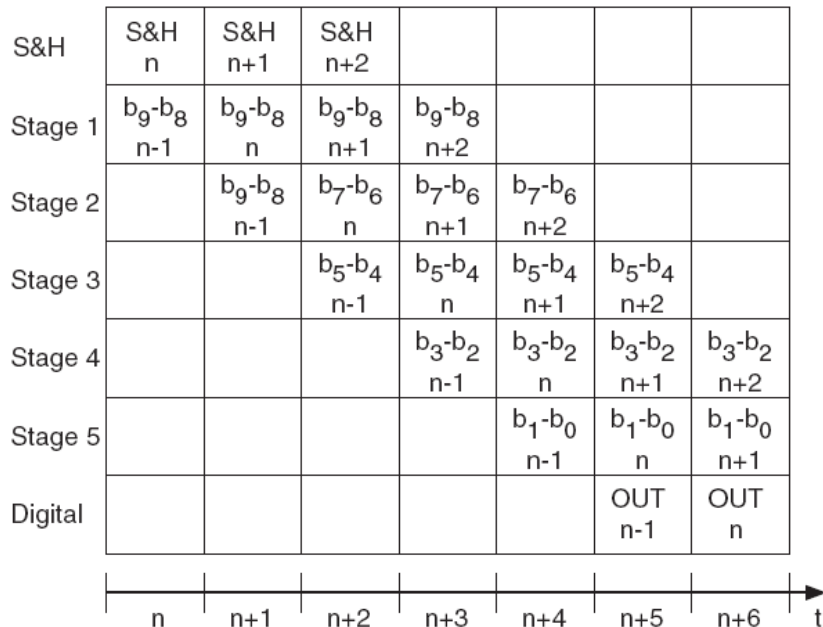 S&H S&H S&H S&H
n n+1 n+2
Stage 1 b9-b8 b9-b8 b9-b8 b9-b8
n-1 n n+1 n+2
Stage 2 b9-b8 b7-b6 b7-b6 b7-b6
n-1 n n+1 n+2
Stage 3 b5-b4 b5-b4 b5-b4 b5-b4
n-1 n n+1 n+2
Stage 4 b3-b2 b3-b2 b3-b2 b3-b2
n-1 n n+1 n+2
Stage 5 b1-b0 b1-b0 b1-b0
n-1 n n+1
Digital OUT OUT
n-1 n
n n+1 n+2 n+3 n+4 n+5 n+6 t